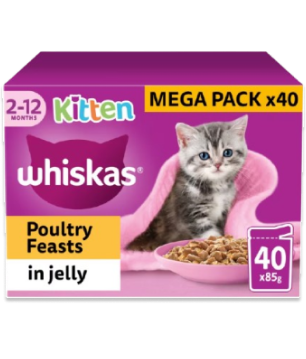 2-12
MONTHS
Kitten
MEGA PACK x40
whiskas®
Poultry
Feasts
in jelly
40
x85g